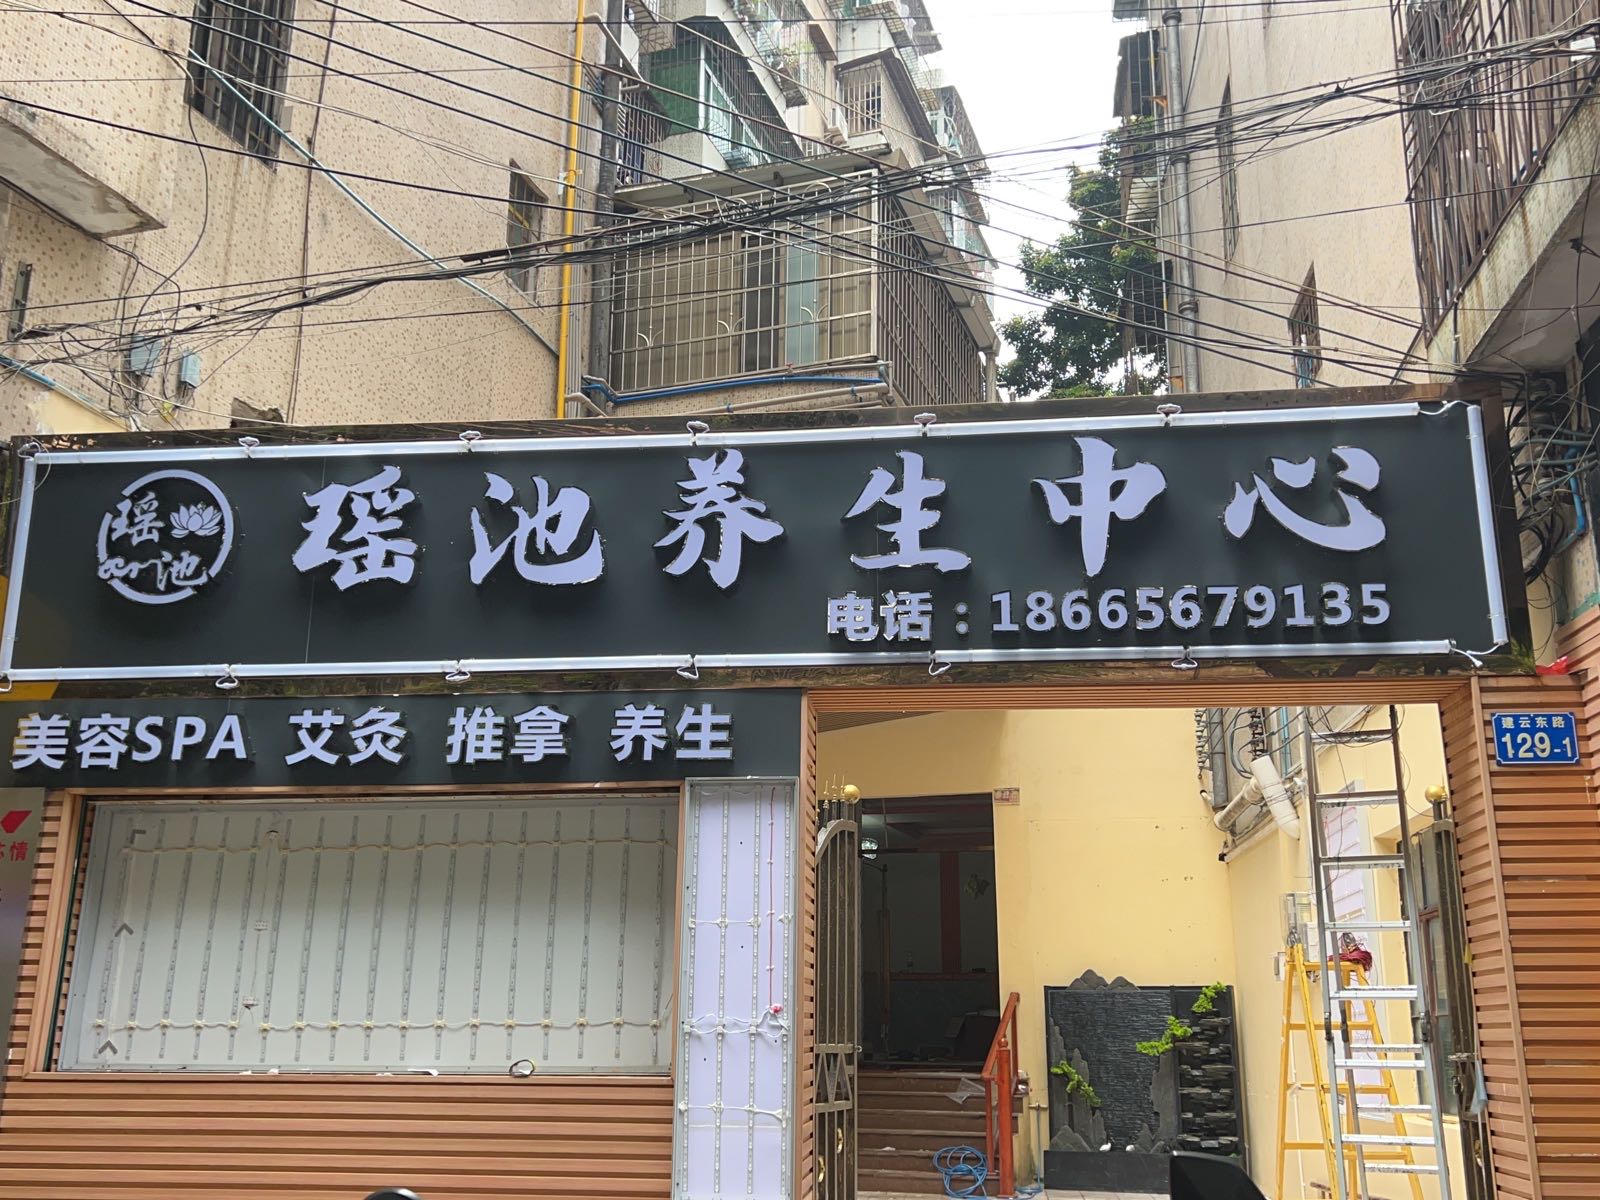 瑶池
瑶池养生中心
电话：18665679135
美容SPA 艾灸 推拿 养生
建云东路
129-1
情